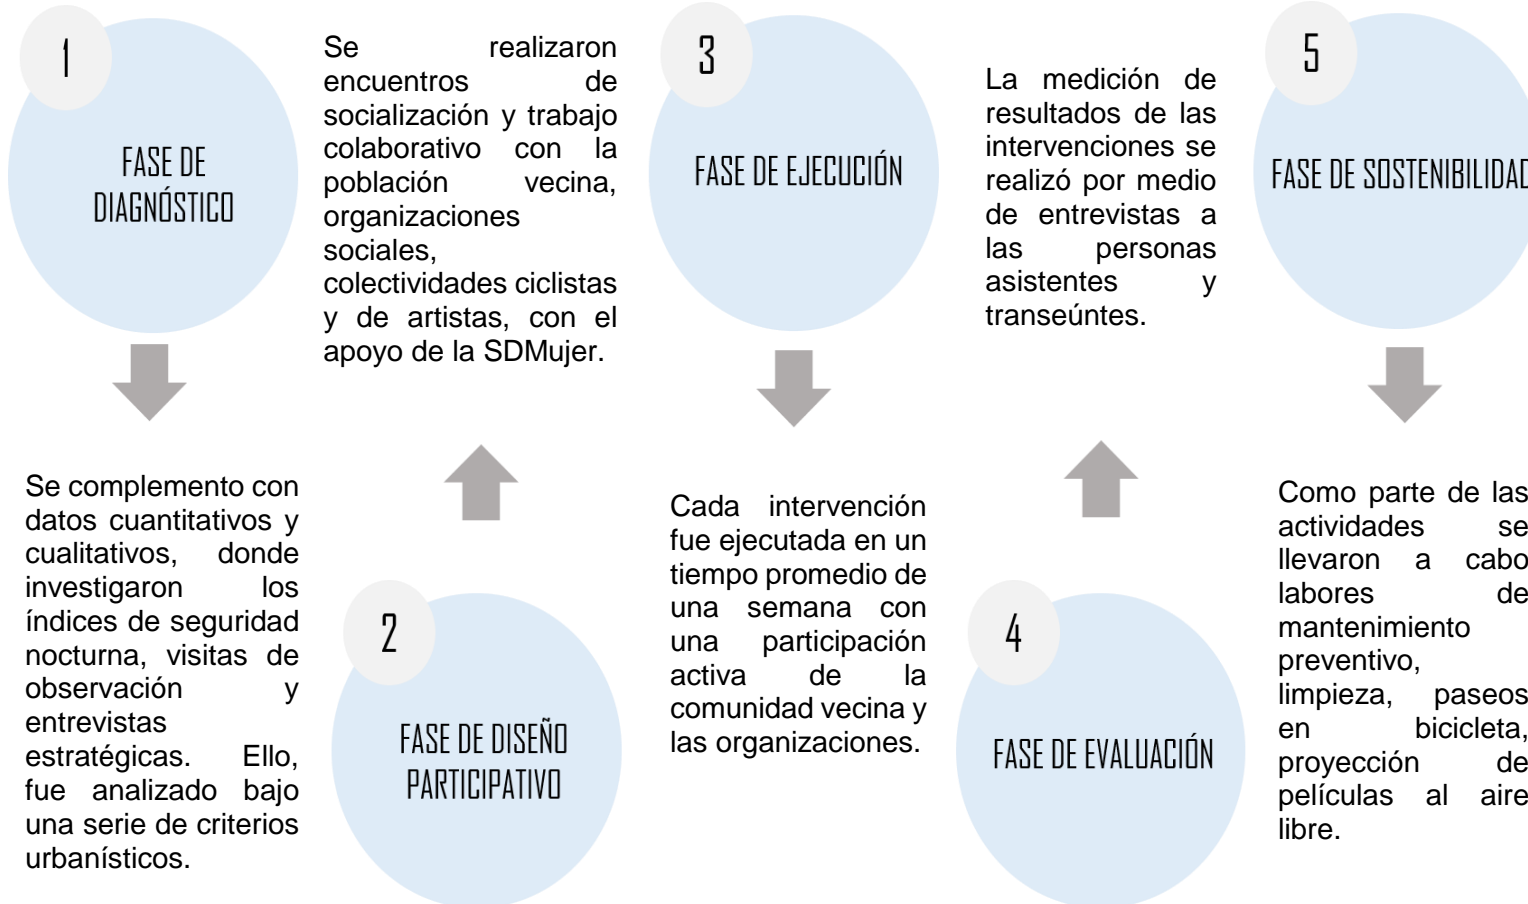 1
FASE DE
DIAGNÓSTICO
Se complemento con
datos cuantitativos y
cualitativos, donde
investigaron los
índices de seguridad
nocturna, visitas de
observación y
entrevistas
estratégicas. Ello,
fue analizado bajo
una serie de criterios
urbanísticos.
2
FASE DE DISEÑO
PARTICIPATIVO
Se realizaron
encuentros de
socialización y trabajo
colaborativo con la
población vecina,
organizaciones
sociales,
colectividades ciclistas
y de artistas, con el
apoyo de la SDMujer.
3
FASE DE EJECUCIÓN
Cada intervención
fue ejecutada en un
tiempo promedio de
una semana con
una participación
activa de la
comunidad vecina y
las organizaciones.
4
FASE DE EVALUACIÓN
La medición de
resultados de las
intervenciones se
realizó por medio
de entrevistas a
las personas
asistentes y
transeúntes.
5
FASE DE SOSTENIBILIDAD
Como parte de las
actividades se
llevaron a cabo
labores de
mantenimiento
preventivo,
limpieza, paseos
en bicicleta,
proyección de
películas al aire
libre.